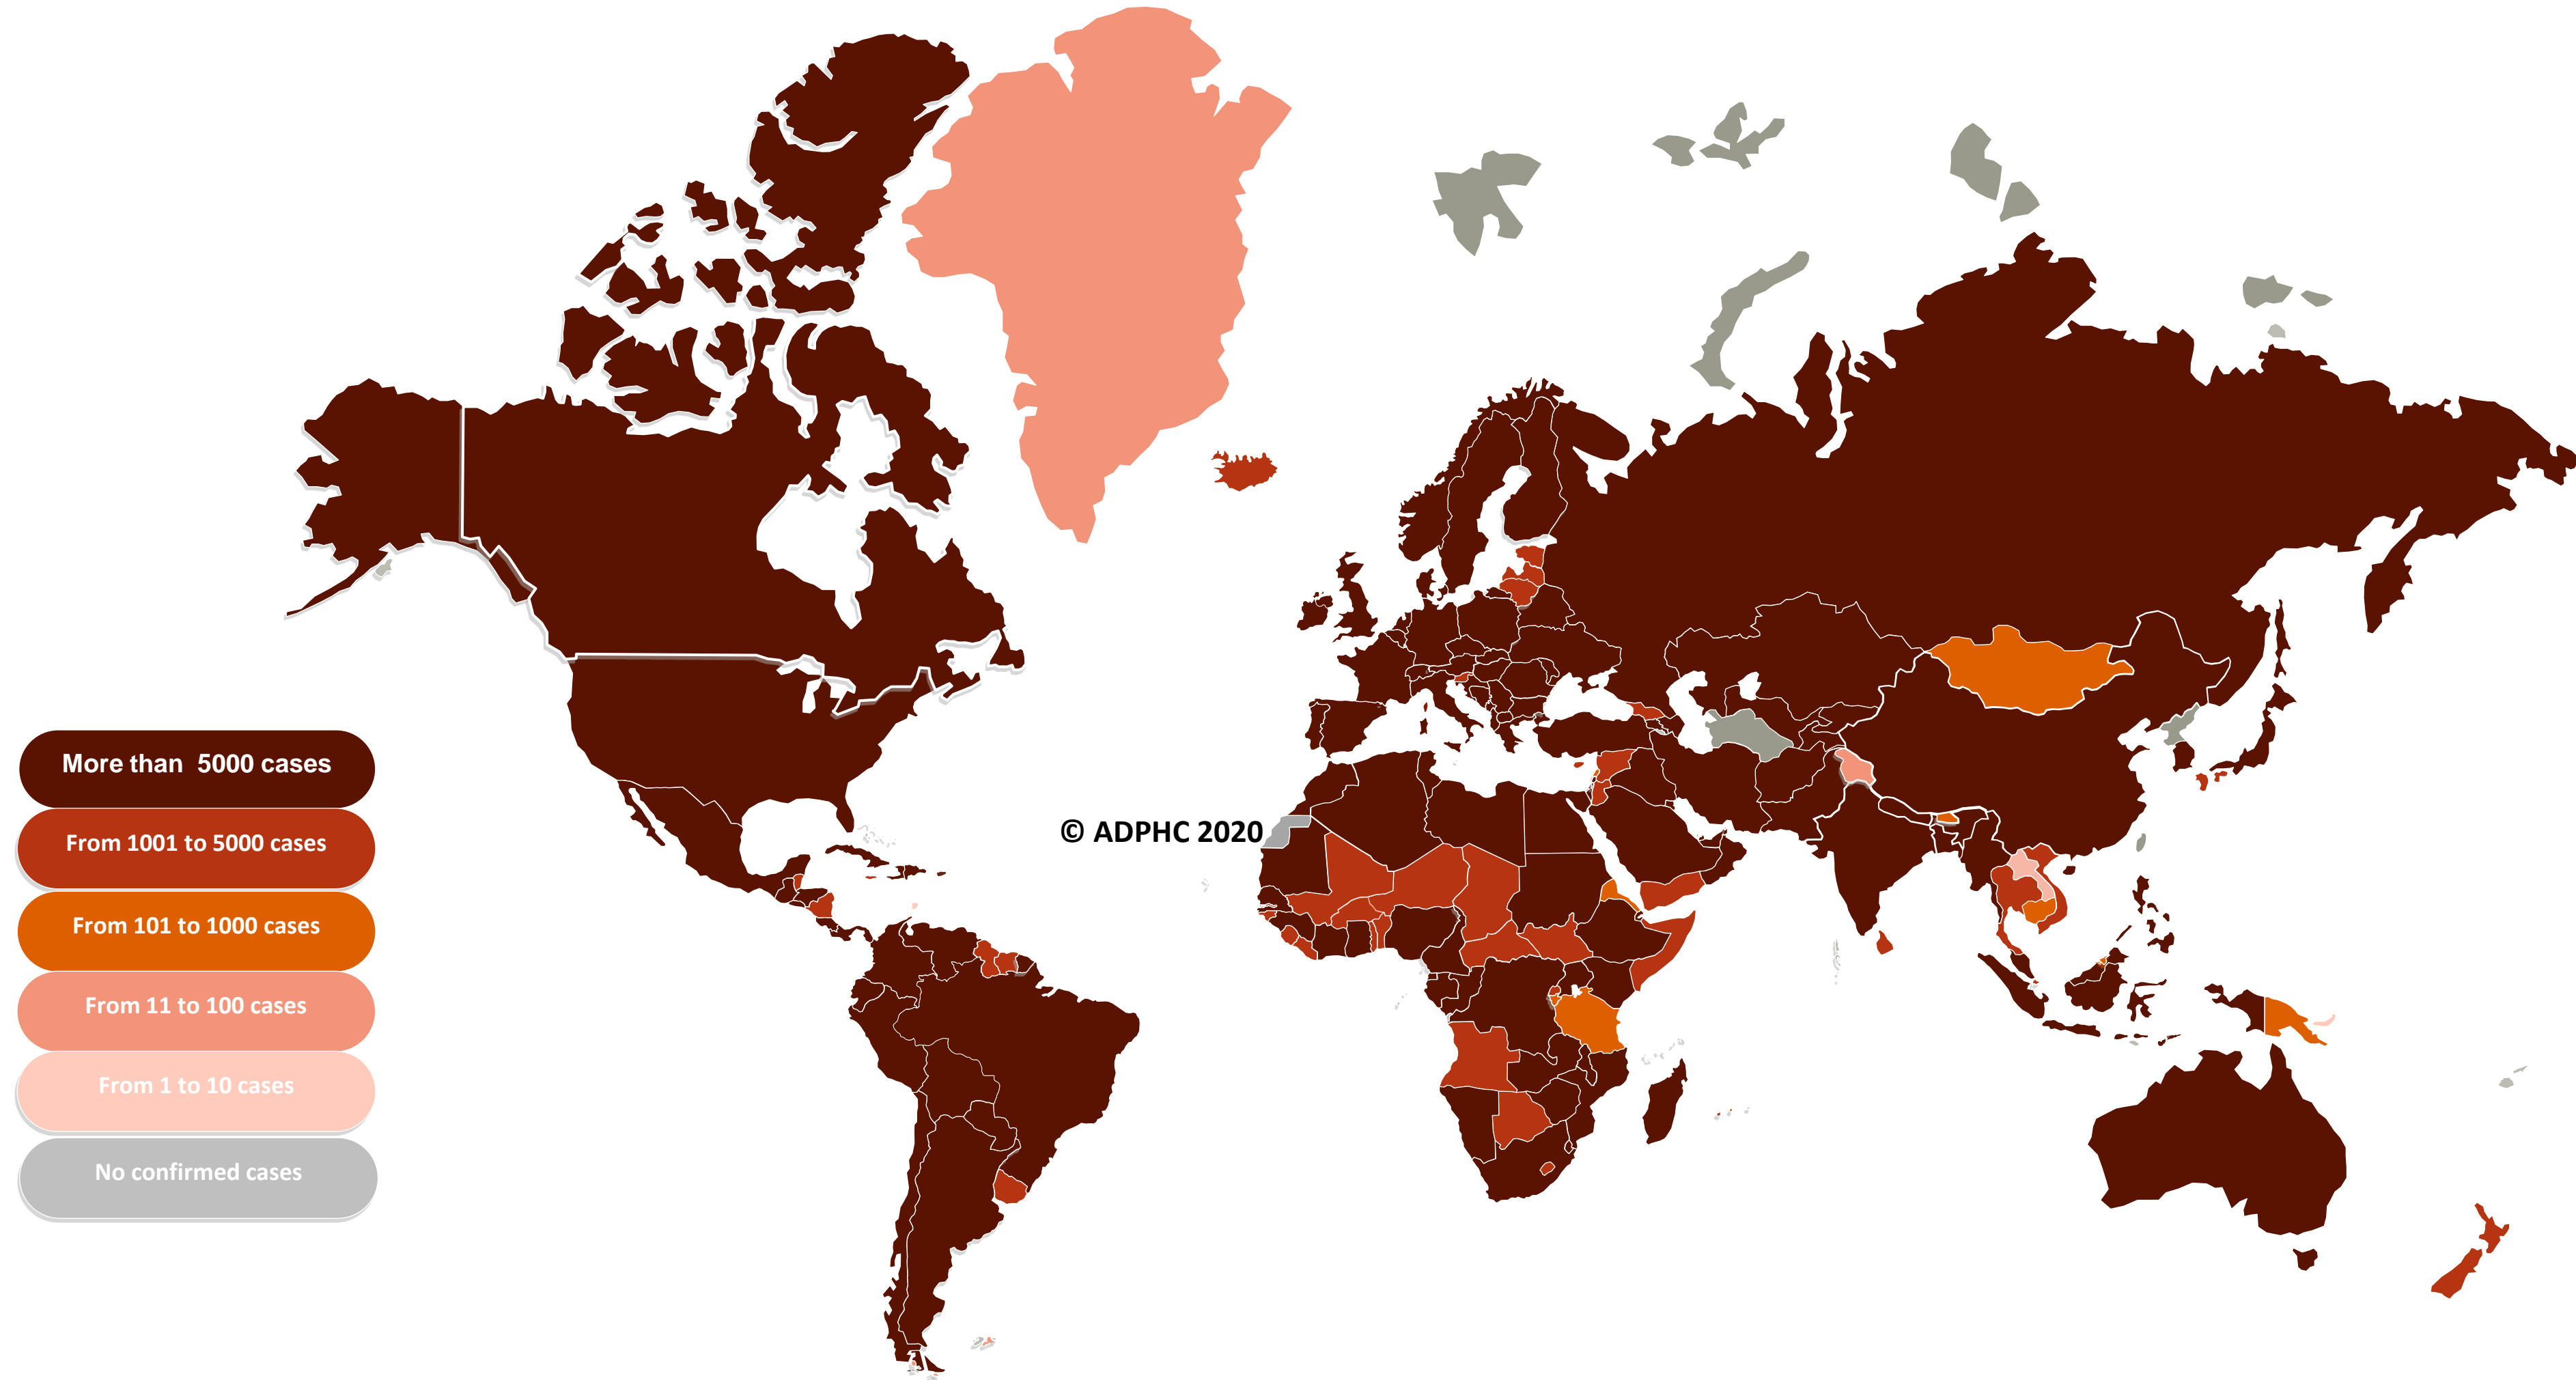 © ADPHC 2020
More than  5000 cases
From 1001 to 5000 cases
From 101 to 1000 cases
From 11 to 100 cases
From 1 to 10 cases
No confirmed cases